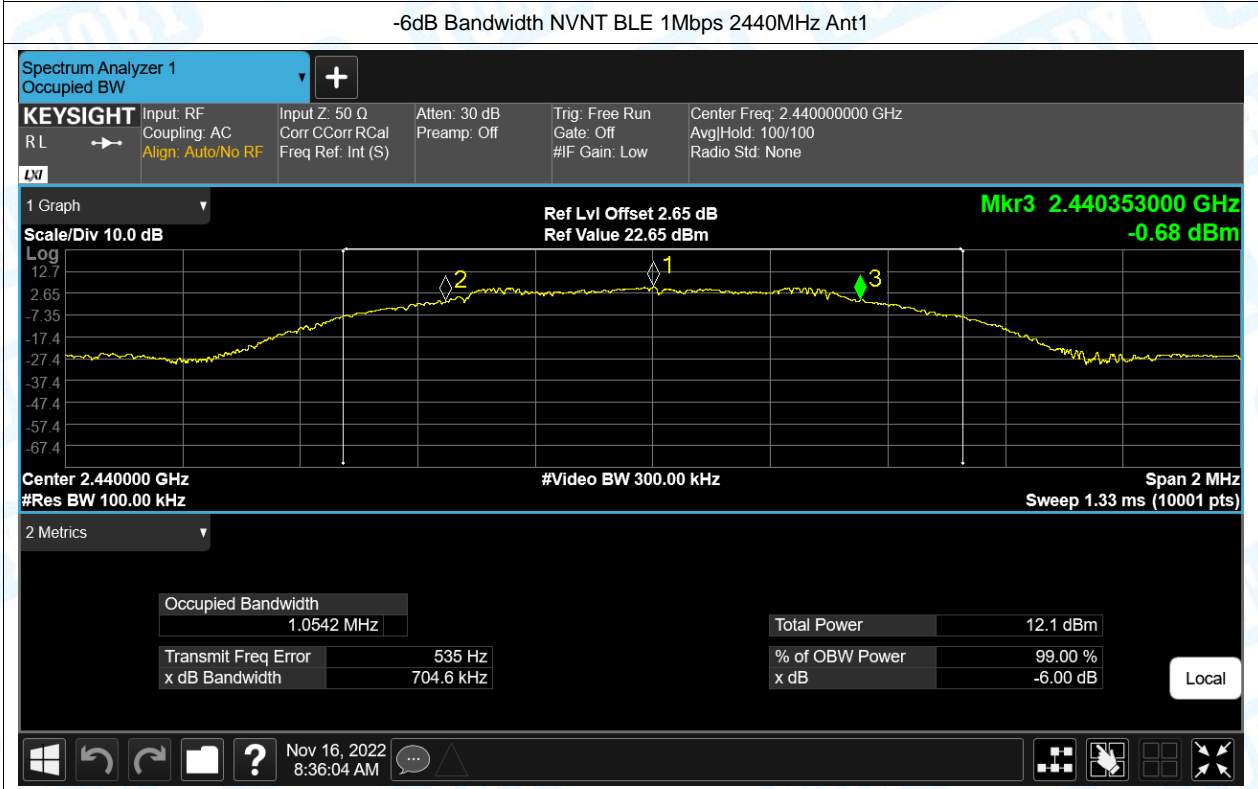 -6dB Bandwidth NVNT BLE 1Mbps 2440MHz Ant1
Spectrum Analyzer 1
Occupied BW
KEYSIGHT
RL
LXI
Input: RF
Coupling: AC
Align: Auto/No RF
Input Z: 50 Ω
Corr CCorr RCal
Freq Ref: Int (S)
Atten: 30 dB
Preamp: Off
Trig: Free Run
Gate: Off
#IF Gain: Low
Center Freq: 2.440000000 GHz
Avg|Hold: 100/100
Radio Std: None
1 Graph
Scale/Div 10.0 dB
Ref Lvl Offset 2.65 dB
Ref Value 22.65 dBm
Mkr3 2.440353000 GHz
-0.68 dBm
Log
12.7
2.65
-7.35
-17.4
-27.4
-37.4
-47.4
-57.4
-67.4
2
1
3
Center 2.440000 GHz
#Video BW 300.00 kHz
Span 2 MHz
#Res BW 100.00 kHz
Sweep 1.33 ms (10001 pts)
2 Metrics
Occupied Bandwidth
1.0542 MHz
Total Power 12.1 dBm
Transmit Freq Error 535 Hz
% of OBW Power 99.00 %
x dB Bandwidth 704.6 kHz
x dB -6.00 dB
Local
Nov 16, 2022
8:36:04 AM